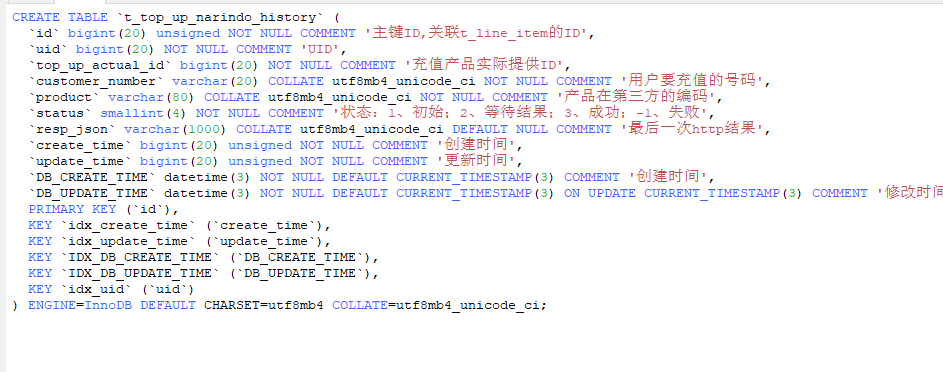 CREATE TABLE `t_top_up_narindo_history` (
`id` bigint(20) unsigned NOT NULL COMMENT '主键ID,关联t_line_item的ID',
`uid` bigint(20) NOT NULL COMMENT 'UID',
`top_up_actual_id` bigint(20) NOT NULL COMMENT '充值产品实际提供ID',
`customer_number` varchar(20) COLLATE utf8mb4_unicode_ci NOT NULL COMMENT '用户要充值的号码',
`product` varchar(80) COLLATE utf8mb4_unicode_ci NOT NULL COMMENT '产品在第三方的编码',
`status` smallint(4) NOT NULL COMMENT '状态：1、初始；2、等待结果；3、成功；-1、失败',
`resp_json` varchar(1000) COLLATE utf8mb4_unicode_ci DEFAULT NULL COMMENT '最后一次http结果',
`create_time` bigint(20) unsigned NOT NULL COMMENT '创建时间',
`update_time` bigint(20) unsigned NOT NULL COMMENT '更新时间',
`DB_CREATE_TIME` datetime(3) NOT NULL DEFAULT CURRENT_TIMESTAMP(3) COMMENT '创建时间',
`DB_UPDATE_TIME` datetime(3) NOT NULL DEFAULT CURRENT_TIMESTAMP(3) ON UPDATE CURRENT_TIMESTAMP(3) COMMENT '修改时间
PRIMARY KEY (`id`),
KEY `idx_create_time` (`create_time`),
KEY `idx_update_time` (`update_time`),
KEY `IDX_DB_CREATE_TIME` (`DB_CREATE_TIME`),
KEY `IDX_DB_UPDATE_TIME` (`DB_UPDATE_TIME`),
KEY `idx_uid` (`uid`)
) ENGINE=InnoDB DEFAULT CHARSET=utf8mb4 COLLATE=utf8mb4_unicode_ci;